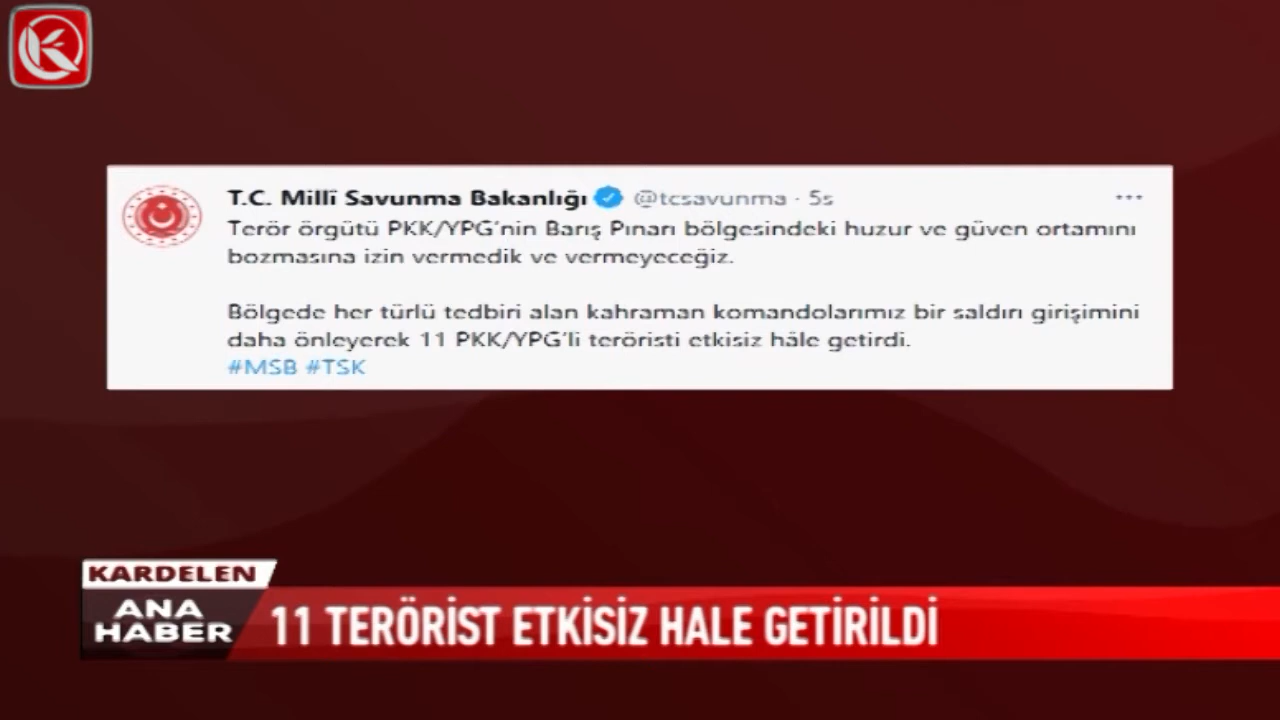 T.C. Millî Savunma Bakanlığı @tcsavunma · 5s
Terör örgütü PKK/YPG'nin Barış Pınarı bölgesindeki huzur ve güven ortamını
bozmasına izin vermedik ve vermeyeceğiz.
Bölgede her türlü tedbiri alan kahraman komandolarımız bir saldırı girişimini
daha önleyerek 11 PKK/YPG'li teröristi etkisiz hâle getirdi.
#MSB #TSK
KARDELEN
ANA
HABER
11 TERÖRİST ETKİSİZ HALE GETİRİLDİ